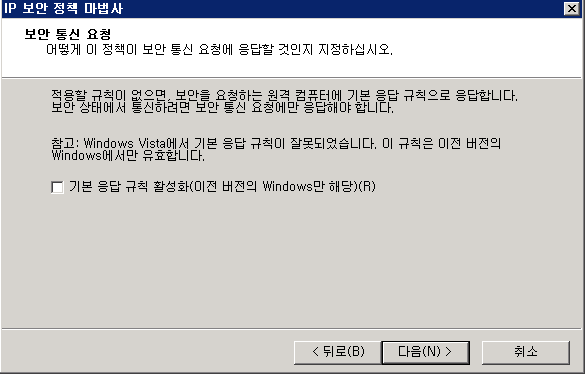 IP 보안 정책 마법사
보안 통신 요청
어떻게 이 정책이 보안 통신 요청에 응답할 것인지 지정하십시오.
적용할 규칙이 없으면, 보안을 요청하는 원격 컴퓨터에 기본 응답 규칙으로 응답합니다.
보안 상태에서 통신하려면 보안 통신 요청에만 응답해야 합니다.
참고: Windows Vista에서 기본 응답 규칙이 잘못되었습니다. 이 규칙은 이전 버전의
Windows에서만 유효합니다.
기본 응답 규칙 활성화(이전 버전의 Windows만 해당)(R)
< 뒤로(B) 다음(N) > 취소